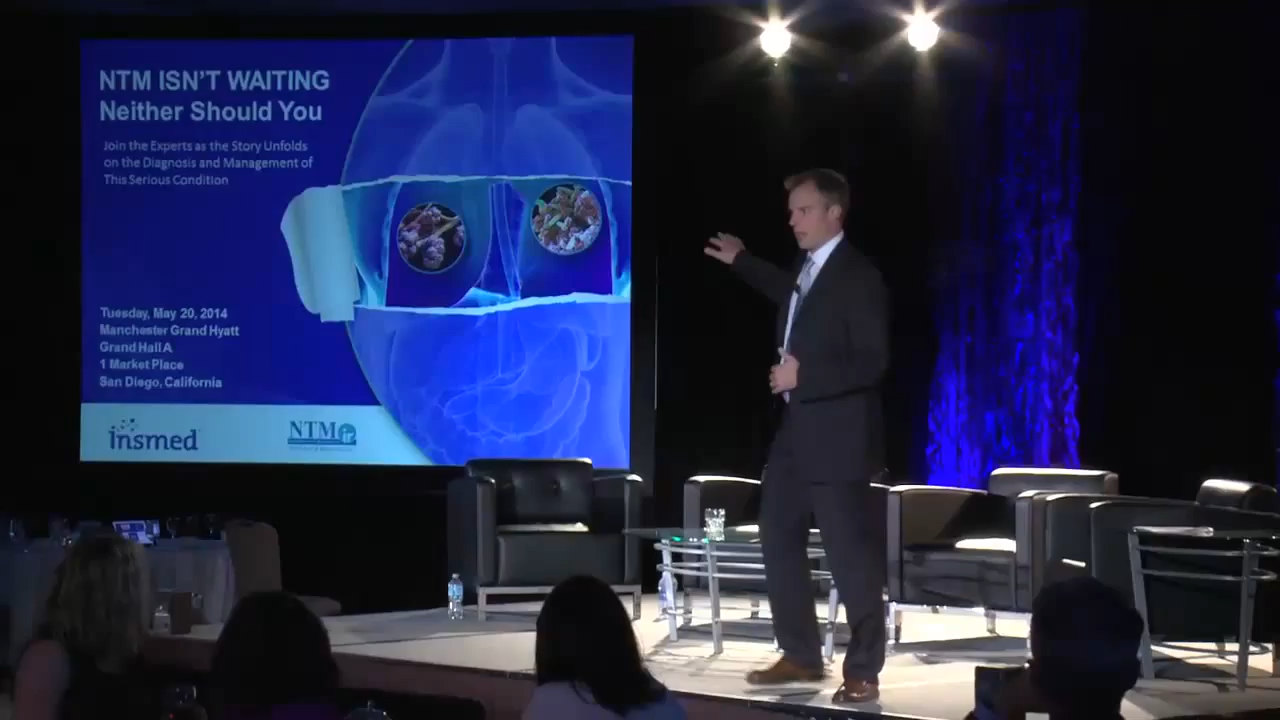 NTM ISN'T WAITING
Neither Should You
Join the Experts as the Story Unfolds
on the Diagnosis and Management of
This Serious Condition
Tuesday, May 20, 2014
Manchester Grand Hyatt
Grand Hall A
1 Market Place
San Diego, California
insmed
NTM ir